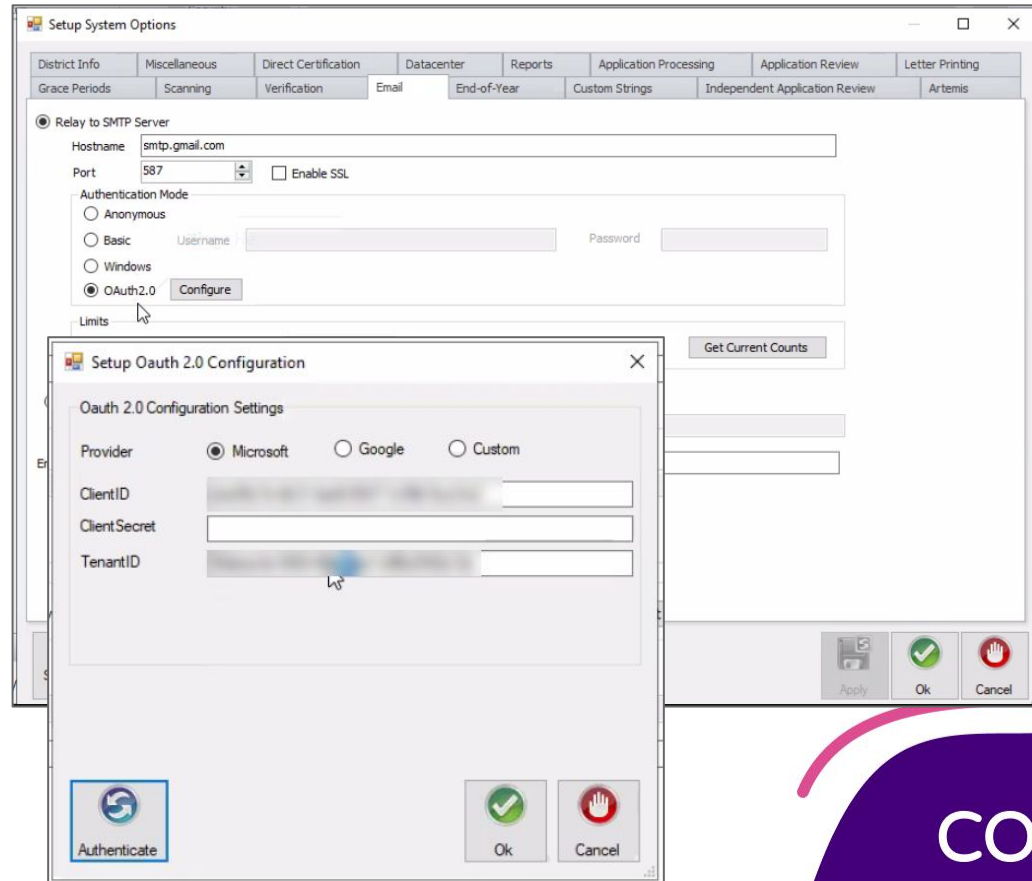 Setup System Options
District Info Miscellaneous Direct Certification Datacenter Reports Application Processing Application Review Letter Printing
Grace Periods Scanning Verification Email End-of-Year Custom Strings Independent Application Review Artemis
Relay to SMTP Server
Hostname smtp.gmail.com
Port 587 Enable SSL
Authentication Mode
Anonymous
Basic Username Password
Windows
OAuth2.0 Configure
Limits
Get Current Counts
Setup Oauth 2.0 Configuration
Oauth 2.0 Configuration Settings
Provider Microsoft Google Custom
ClientID
ClientSecret
TenantID
Authenticate Ok Cancel
Apply Ok Cancel
CO